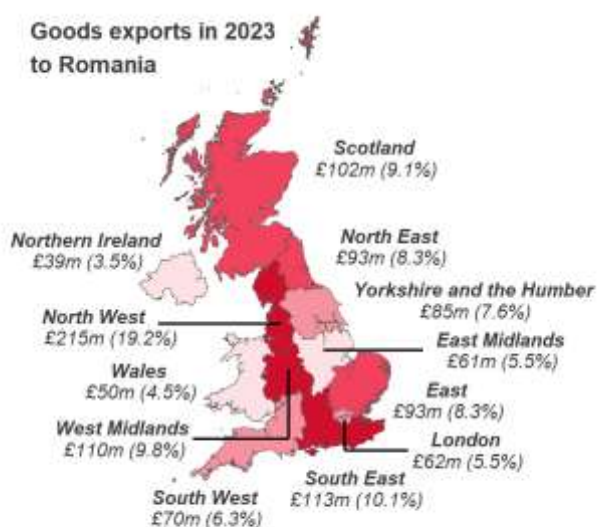 Goods exports in 2023
to Romania
Scotland
£102m (9.1%)
Northern Ireland
£39m (3.5%)
North East
£93m (8.3%)
Yorkshire and the Humber
£85m (7.6%)
North West
£215m (19.2%)
East Midlands
£61m (5.5%)
Wales
£50m (4.5%)
East
£93m (8.3%)
West Midlands
£110m (9.8%)
London
£62m (5.5%)
South East
£113m (10.1%)
South West
£70m (6.3%)